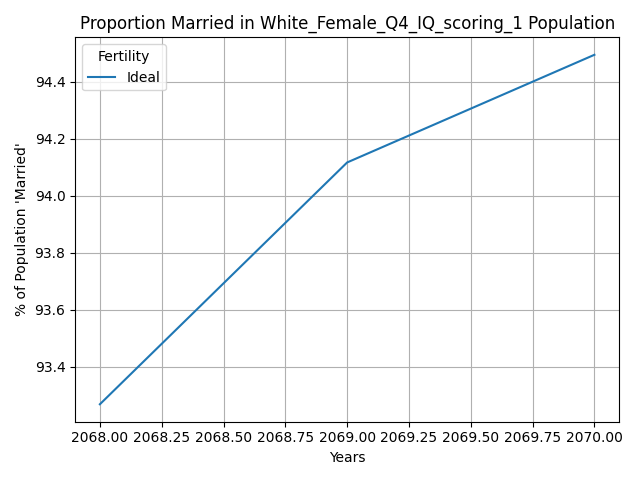 Proportion Married in White_Female_Q4_IQ_scoring_1 Population
Fertility
Ideal
94.4
94.2
94.0
93.8
93.6
93.4
% of Population 'Married'
2068.00 2068.25 2068.50 2068.75 2069.00 2069.25 2069.50 2069.75 2070.00
Years